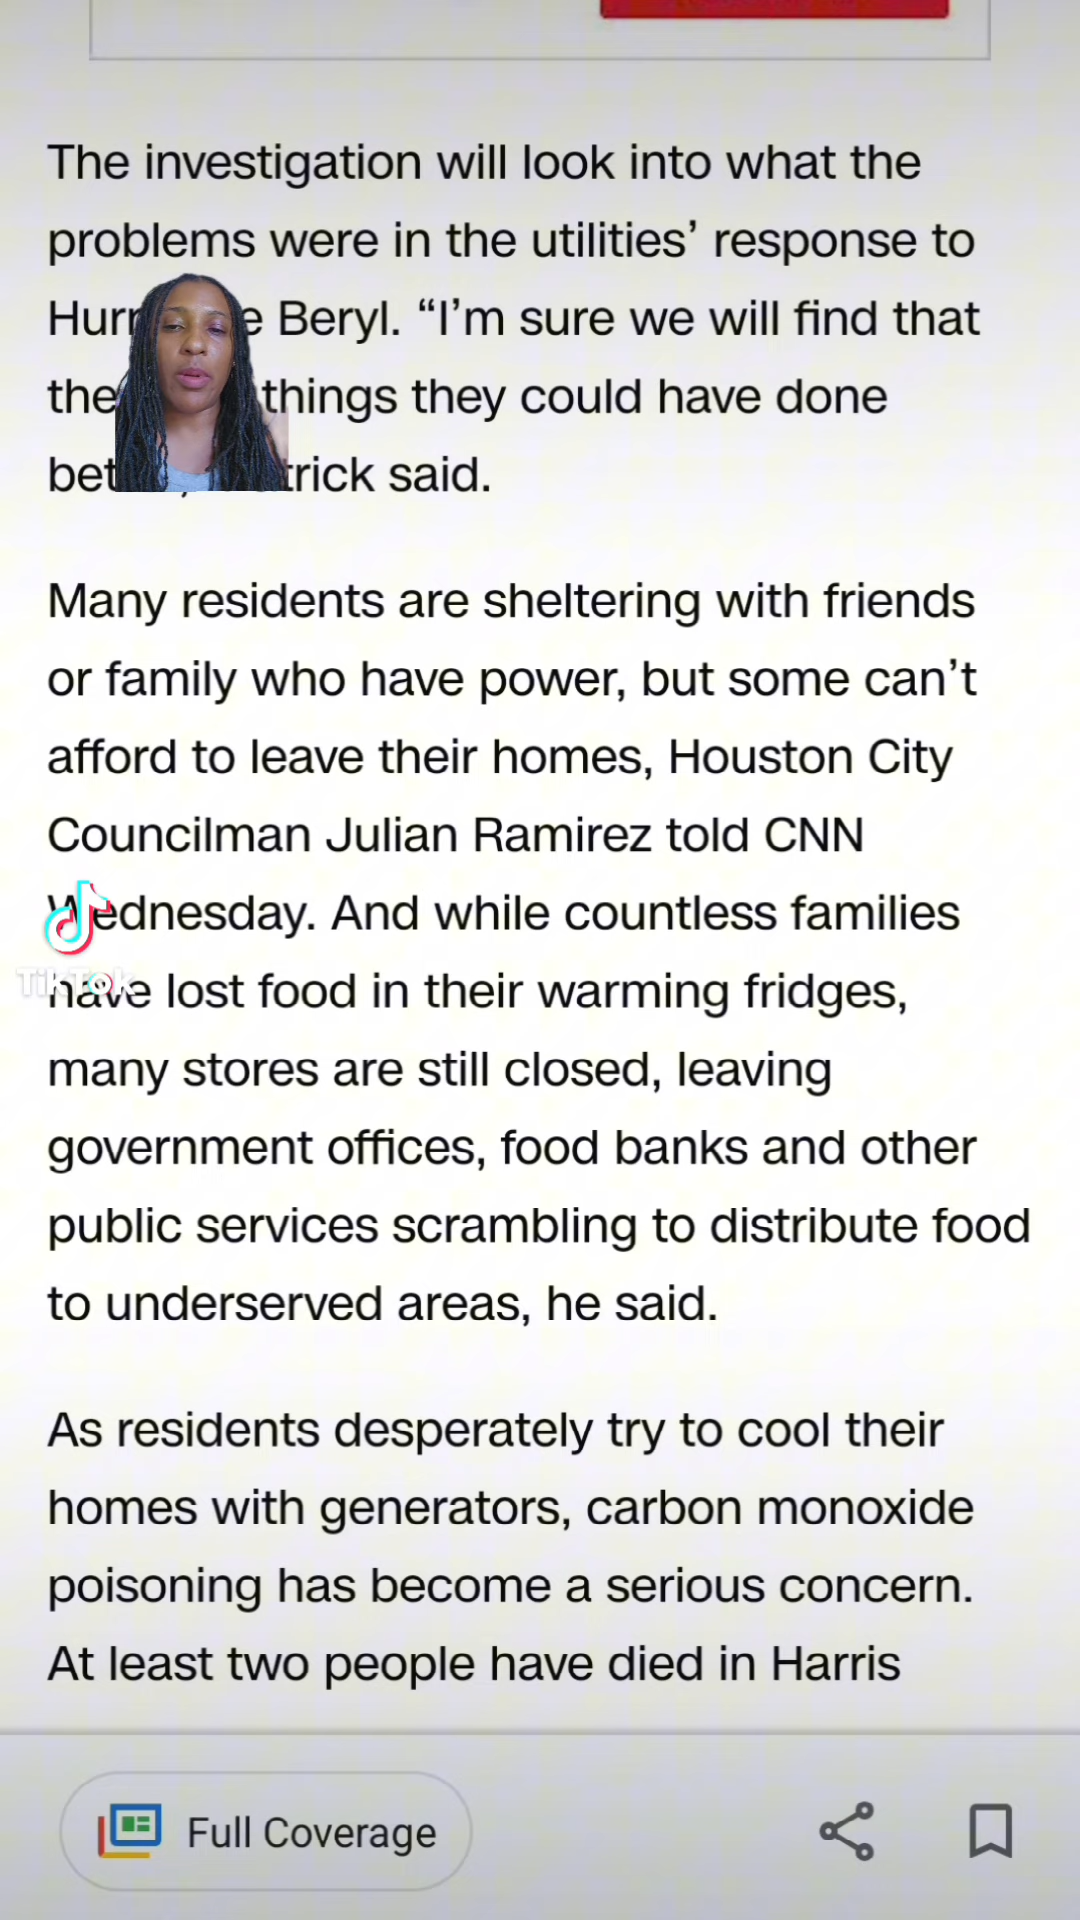 The investigation will look into what the
problems were in the utilities’ response to
Beryl. “I’m sure we will find that
things they could have done
said.
Many residents are sheltering with friends
or family who have power, but some can’t
afford to leave their homes, Houston City
Councilman Julian Ramirez told CNN
Wednesday. And while countless families
have lost food in their warming fridges,
many stores are still closed, leaving
government offices, food banks and other
public services scrambling to distribute food
to underserved areas, he said.
As residents desperately try to cool their
homes with generators, carbon monoxide
poisoning has become a serious concern.
At least two people have died in Harris
TikTok
Full Coverage